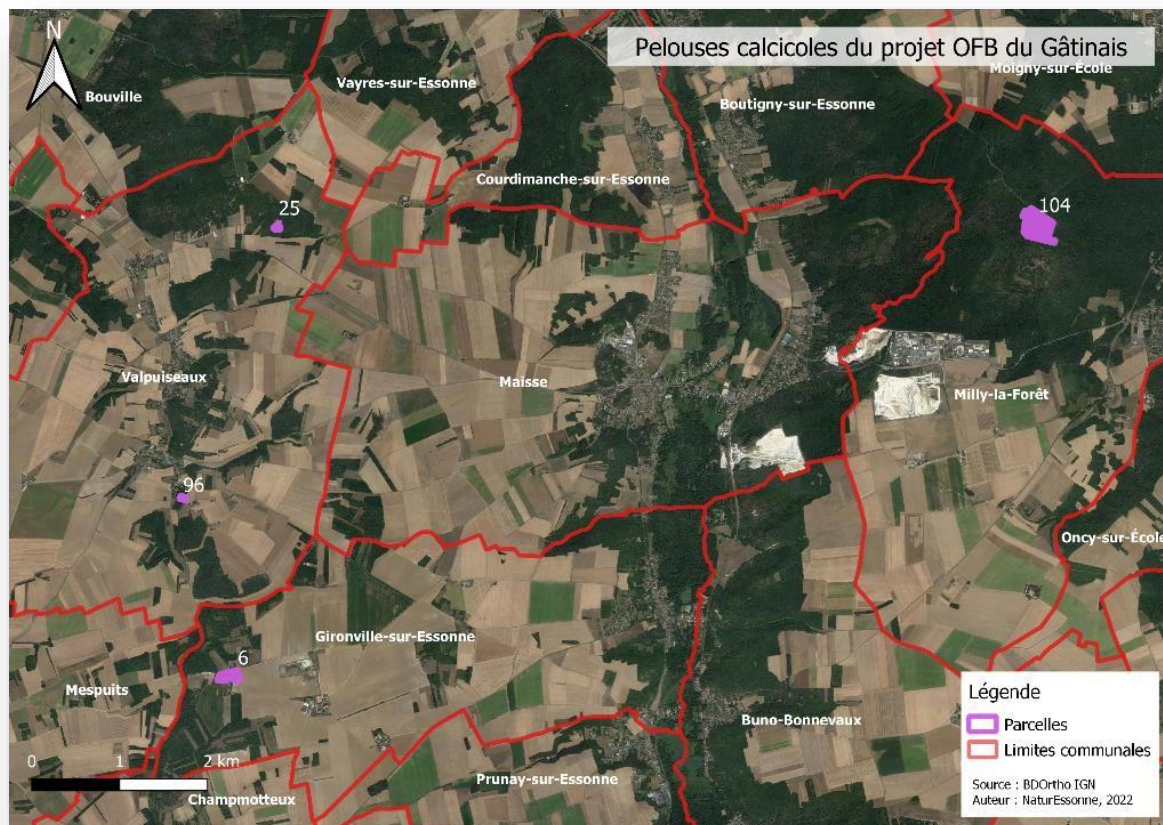 Pelouses calcicoles du projet OFB du Gâtinais
N
Bouville
Vayres-sur-Essonne
Boutigny-sur-Essonne
Moigny-sur-École
Courdimanche-sur-Essonne
25
104
Valpuiseaux
Maisse
Milly-la-Forêt
96
Oncy-sur-École
Gironville-sur-Essonne
6
Mespuits
Buno-Bonnevaux
Prunay-sur-Essonne
Champmotteux
0 1 2 km
Légende
Parcelles
Limites communales
Source : BDOrtho IGN
Auteur : NaturEssonne, 2022